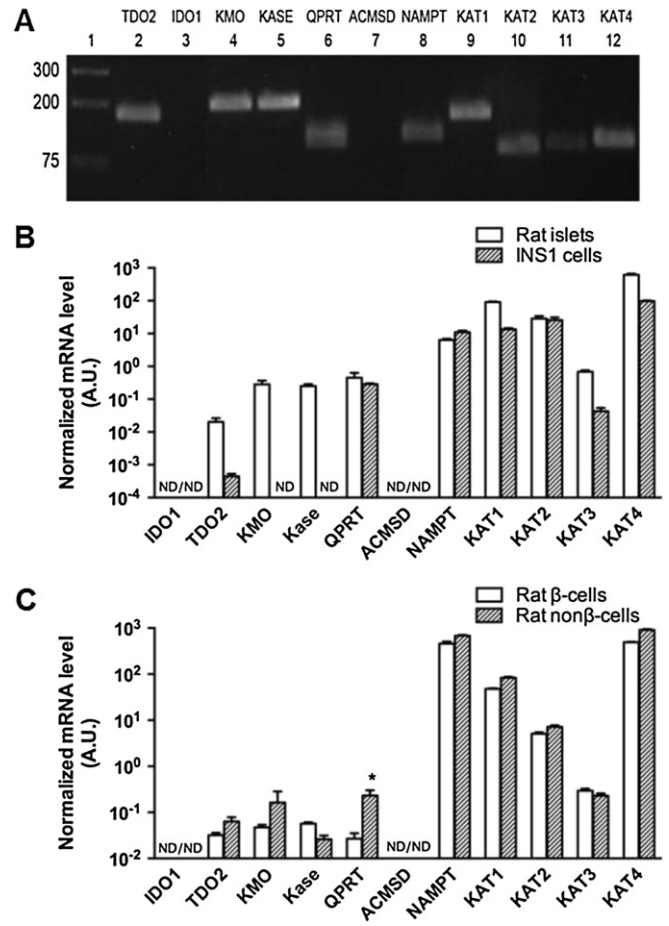 A
TDO2 IDO1 KMO KASE QPRT ACMSD NAMPT KAT1 KAT2 KAT3 KAT4
1 2 3 4 5 6 7 8 9 10 11 12
300
200
75
B
Rat islets
INS1 cells
Normalized mRNA level
(A.U.)
10³
10²
10¹
10⁰
10⁻¹
10⁻²
10⁻³
10⁻⁴
ND/ND ND ND ND/ND
IDO1 TDO2 KMO Kase QPRT ACMSD NAMPT KAT1 KAT2 KAT3 KAT4
C
Rat β-cells
Rat nonβ-cells
Normalized mRNA level
(A.U.)
10³
10²
10¹
10⁰
10⁻¹
10⁻²
*
ND/ND ND/ND
IDO1 TDO2 KMO Kase QPRT ACMSD NAMPT KAT1 KAT2 KAT3 KAT4